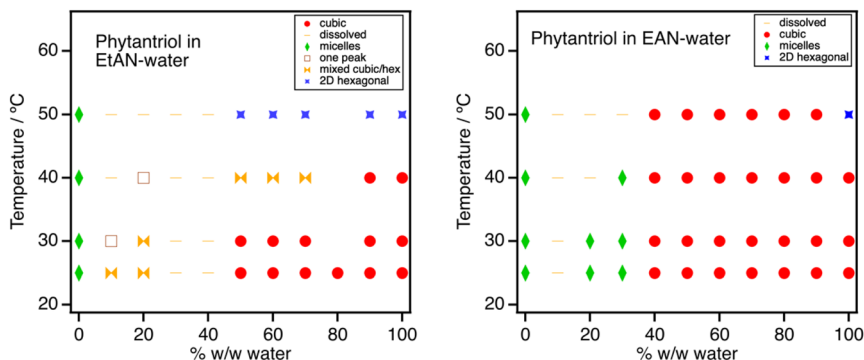 Phytantriol in
EtAN-water
cubic
dissolved
micelles
one peak
mixed cubic/hex
2D hexagonal
Temperature / ºC
60
50
40
30
20
0
20
40
60
80
100
% w/w water
Phytantriol in EAN-water
dissolved
cubic
micelles
2D hexagonal
Temperature / ºC
60
50
40
30
20
0
20
40
60
80
100
% w/w water